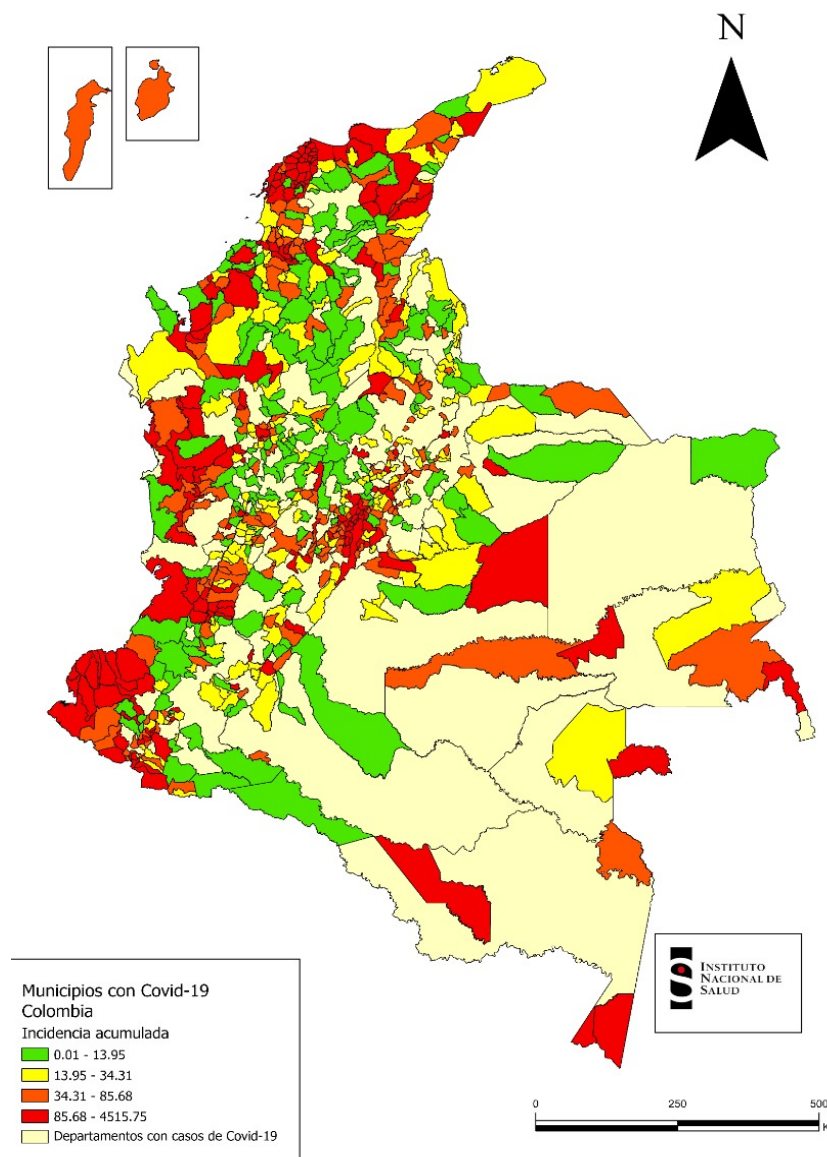 N
INSTITUTO
NACIONAL DE
SALUD
Municipios con Covid-19
Colombia
Incidencia acumulada
0.01 - 13.95
13.95 - 34.31
34.31 - 85.68
85.68 - 4515.75
Departamentos con casos de Covid-19
0 250 500
K